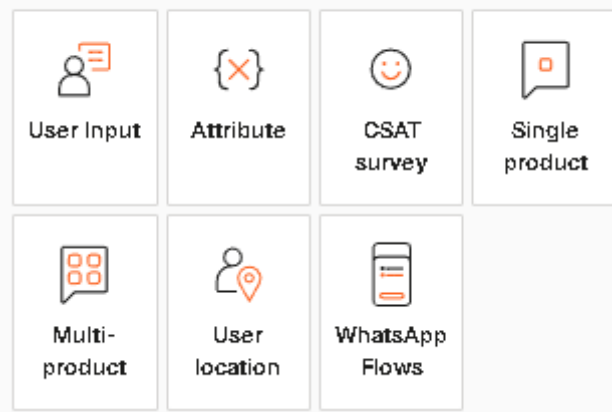 User Input
Attribute
CSAT
survey
Single
product
Multi-
product
User
location
WhatsApp
Flows